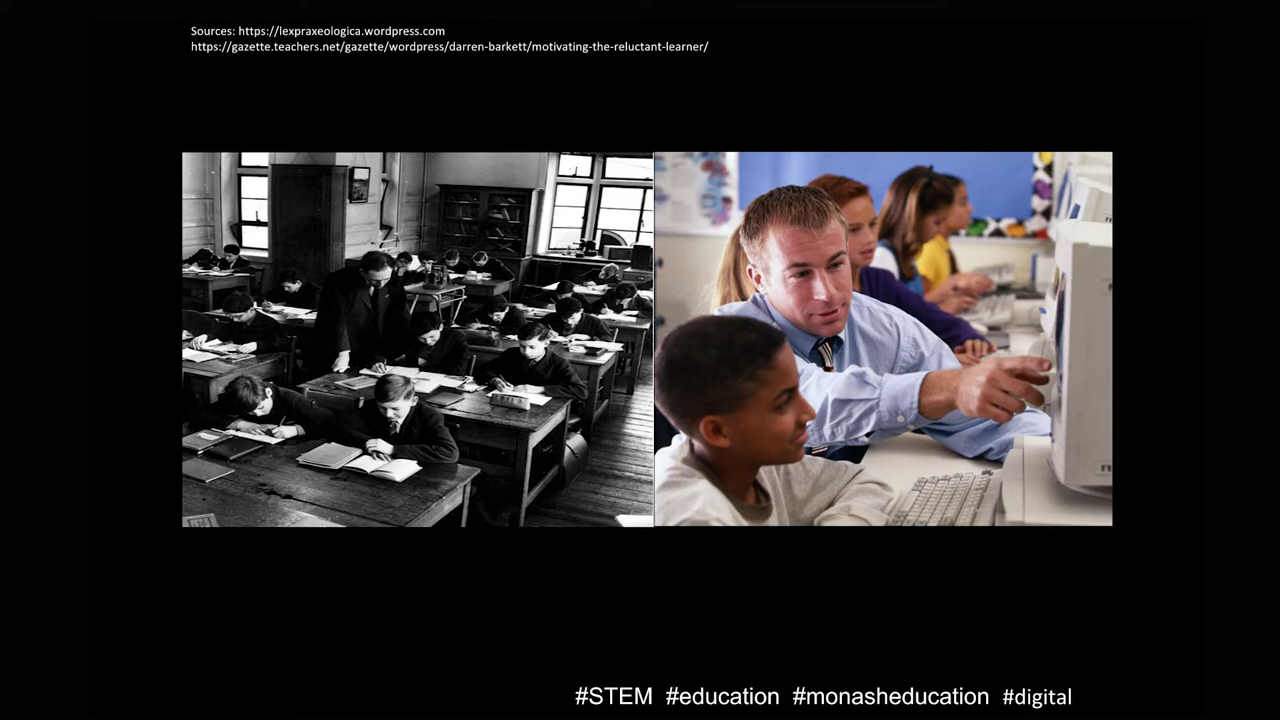 Sources: https://lexpraxeologica.wordpress.com
https://gazette.teachers.net/gazette/wordpress/darren-barkett/motivating-the-reluctant-learner/
#STEM #education #monasheducation #digital